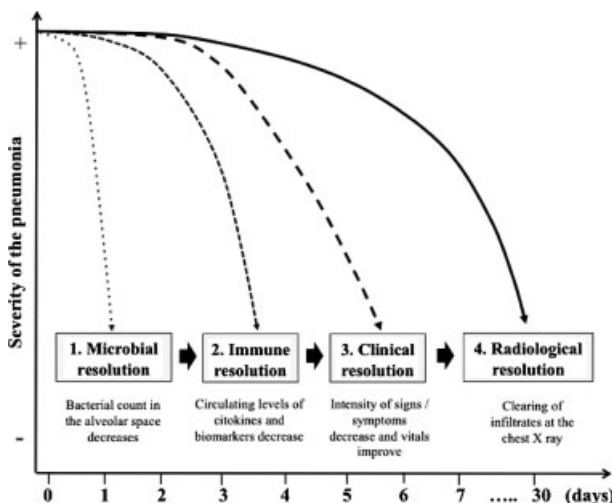 +
Severity of the pneumonia
-
1. Microbial
resolution
2. Immune
resolution
3. Clinical
resolution
4. Radiological
resolution
Bacterial count in
the alveolar space
decreases
Circulating levels of
citokines and
biomarkers decrease
Intensity of signs /
symptoms
decrease and vitals
improve
Clearing of
infiltrates at the
chest X ray
0 1 2 3 4 5 6 7 ..... 30 (days)